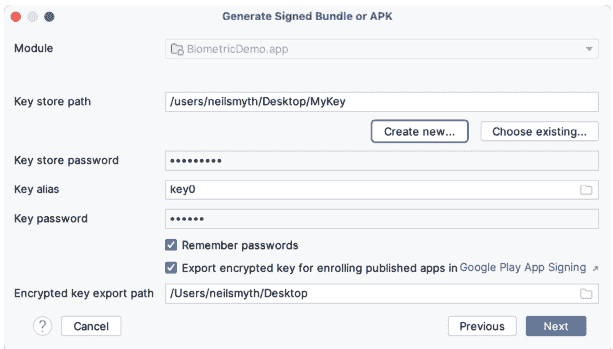 Generate Signed Bundle or APK
Module BiometricDemo.app
Key store path /users/neilsmyth/Desktop/MyKey
Create new... Choose existing...
Key store password •••••••••
Key alias key0
Key password ••••••
Remember passwords
Export encrypted key for enrolling published apps in Google Play App Signing ↗
Encrypted key export path /Users/neilsmyth/Desktop
? Cancel Previous Next